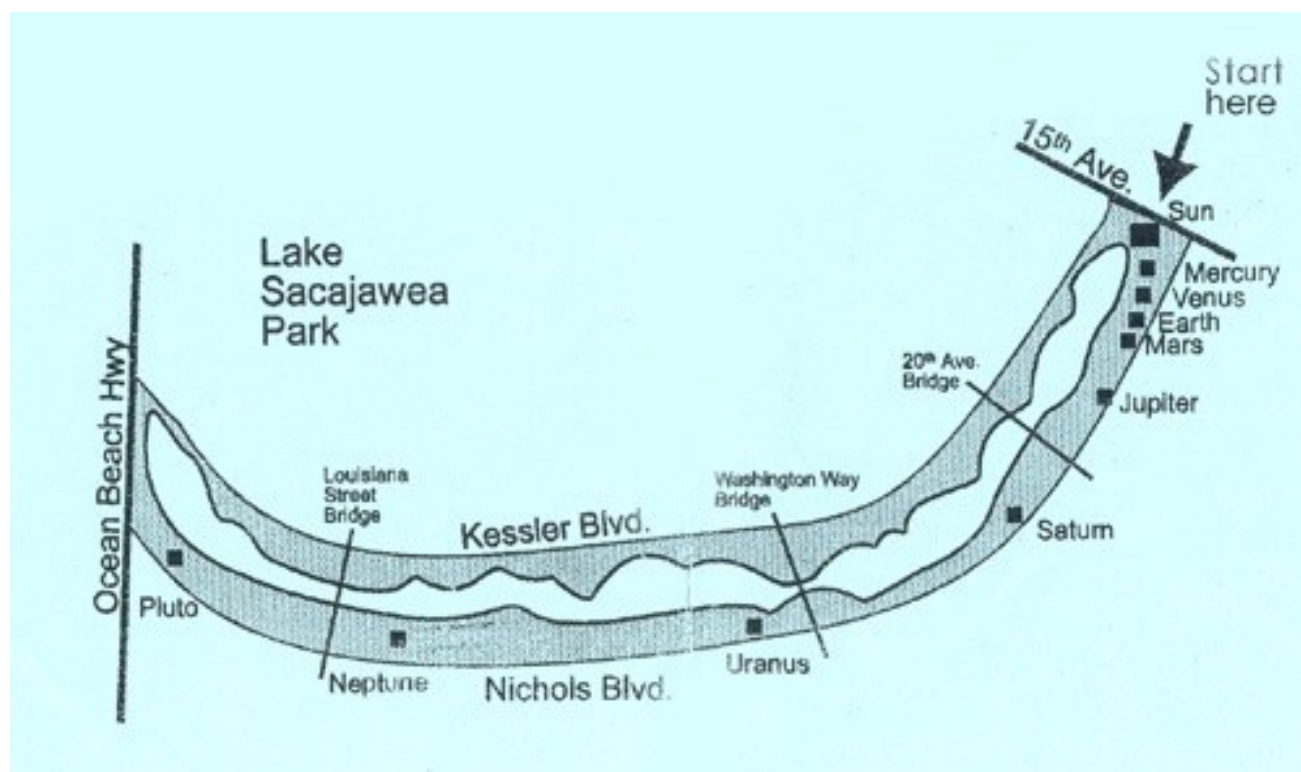 Start
here
15th Ave.
Sun
Lake
Sacajawea
Park
Mercury
Venus
Earth
Mars
20th Ave.
Bridge
Jupiter
Ocean Beach Hwy
Louisiana
Street
Bridge
Washington Way
Bridge
Kessler Blvd.
Saturn
Pluto
Neptune
Nichols Blvd.
Uranus